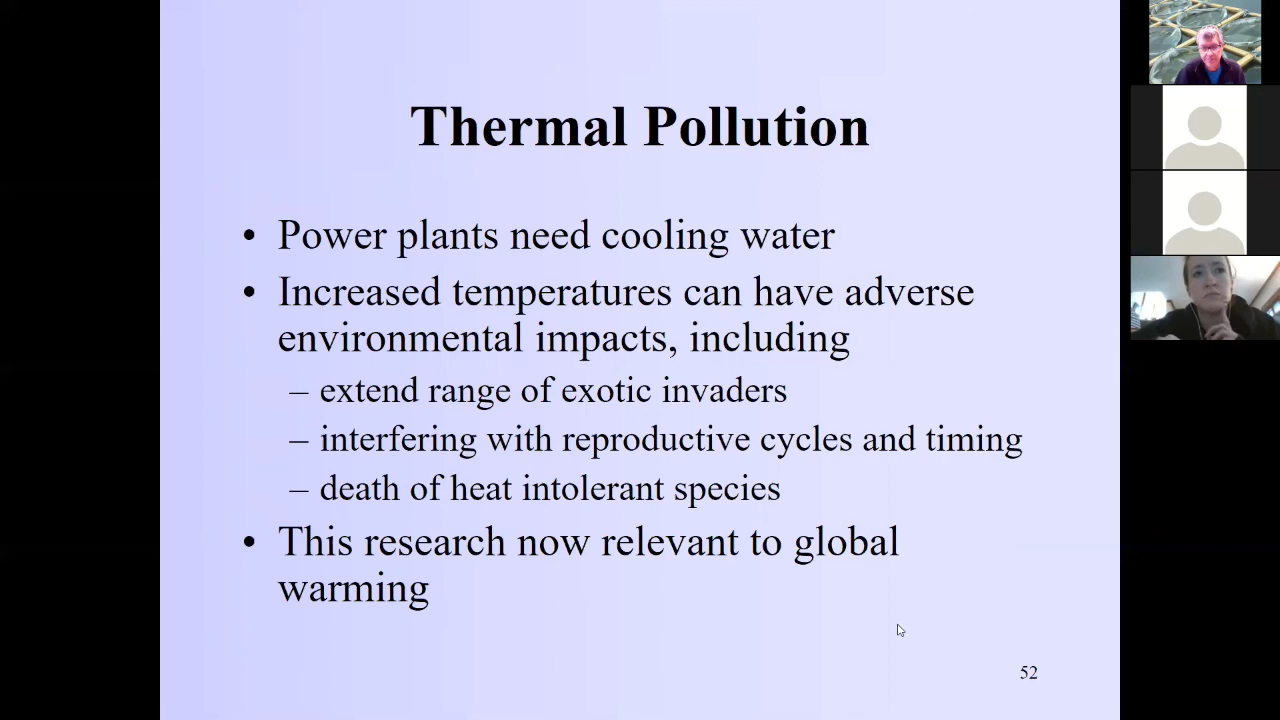 Thermal Pollution
• Power plants need cooling water
• Increased temperatures can have adverse
environmental impacts, including
– extend range of exotic invaders
– interfering with reproductive cycles and timing
– death of heat intolerant species
• This research now relevant to global
warming
52